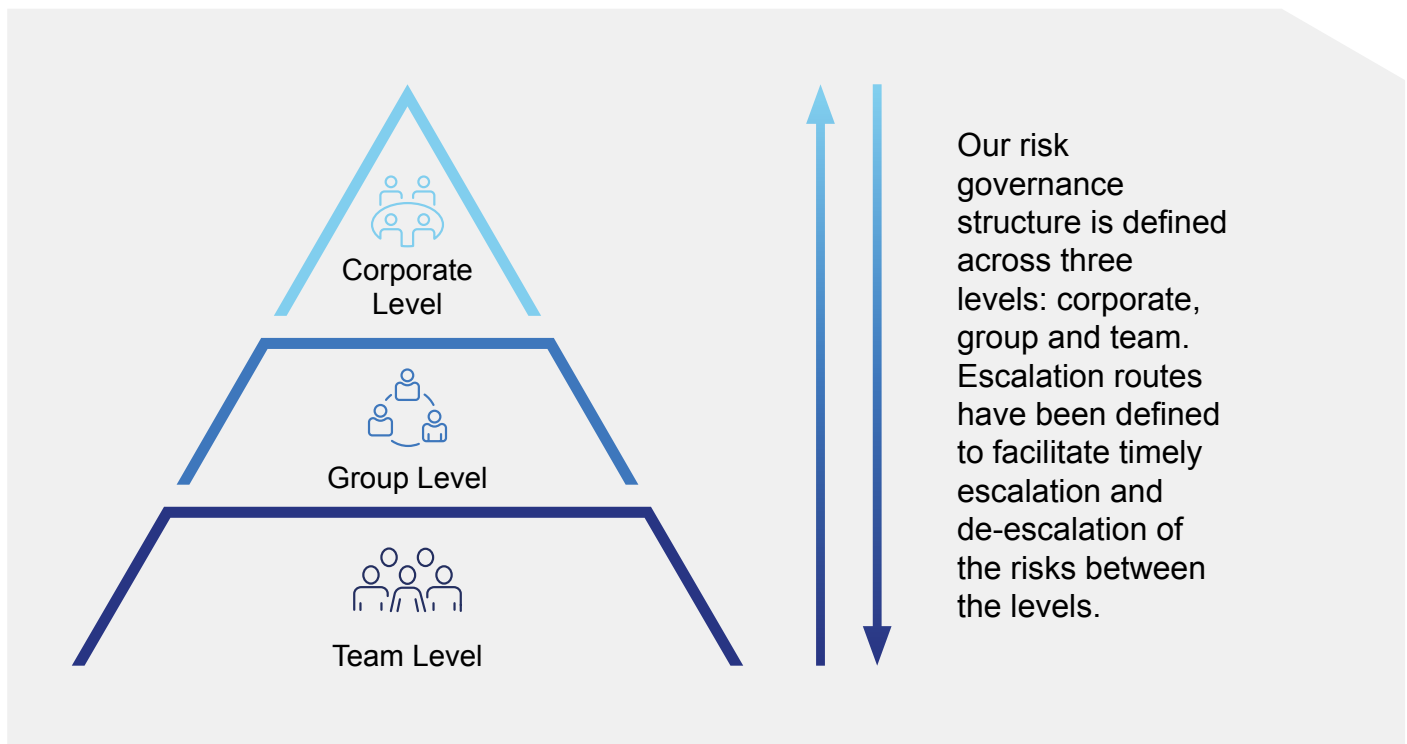 Corporate
Level
Group Level
Team Level
Our risk
governance
structure is defined
across three
levels: corporate,
group and team.
Escalation routes
have been defined
to facilitate timely
escalation and
de-escalation of
the risks between
the levels.